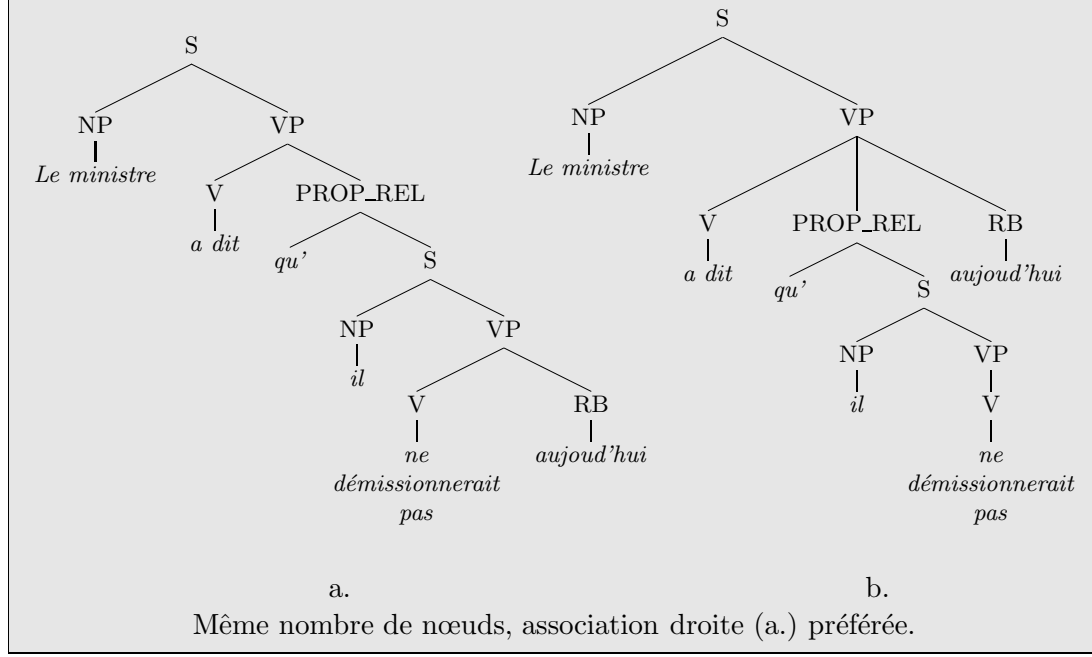 S
NP VP
Le ministre
V PROP_REL
a dit
qu' S
NP VP
il
V RB
ne aujoud'hui
démissionnerait
pas
a.
S
NP VP
Le ministre
V PROP_REL RB
a dit aujoud'hui
qu' S
NP VP
il V
ne
démissionnerait
pas
b.
Même nombre de nœuds, association droite (a.) préférée.